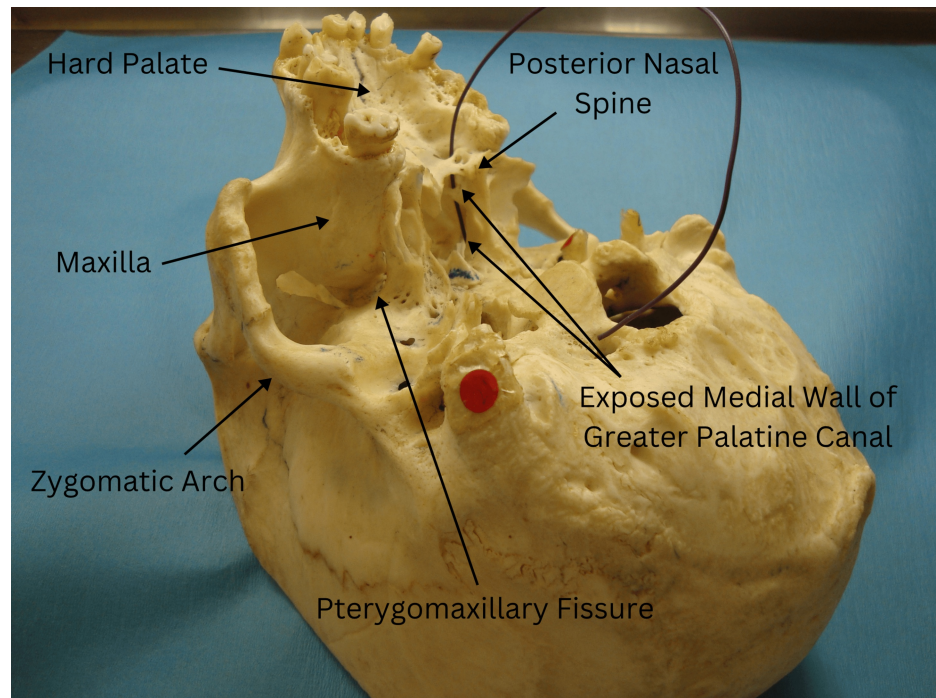 Hard Palate
Posterior Nasal
Spine
Maxilla
Exposed Medial Wall of
Greater Palatine Canal
Zygomatic Arch
Pterygomaxillary Fissure